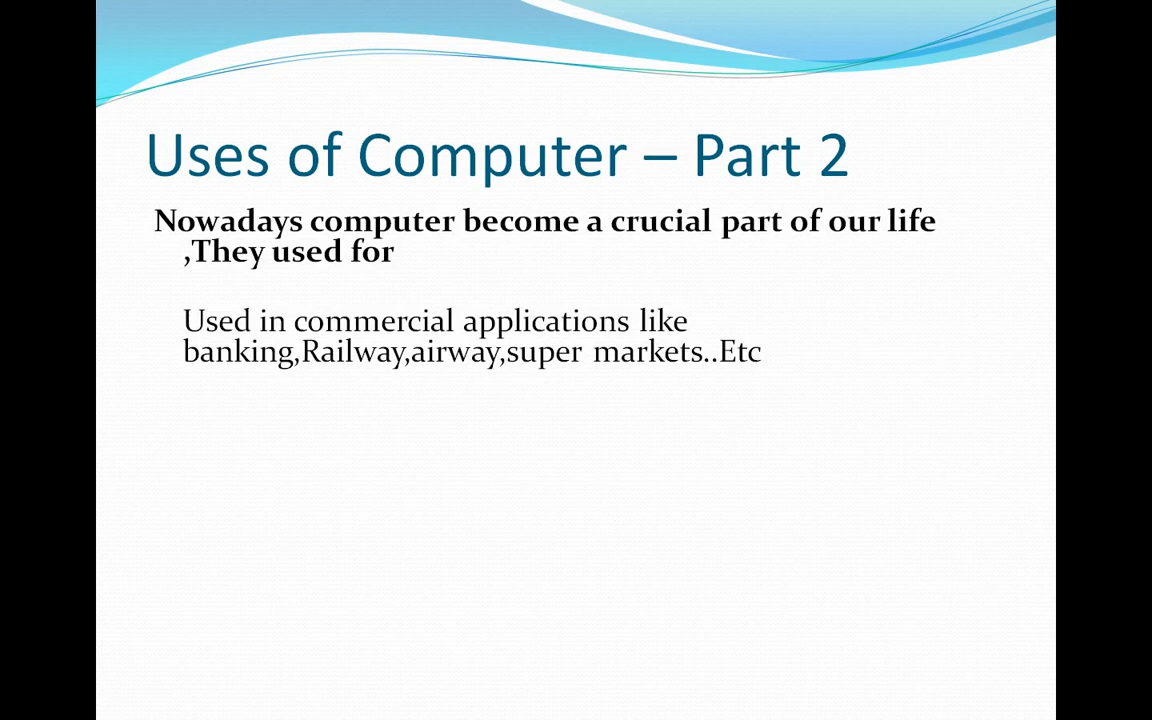 Uses of Computer – Part 2
Nowadays computer become a crucial part of our life
,They used for
Used in commercial applications like
banking,Railway,airway,super markets..Etc